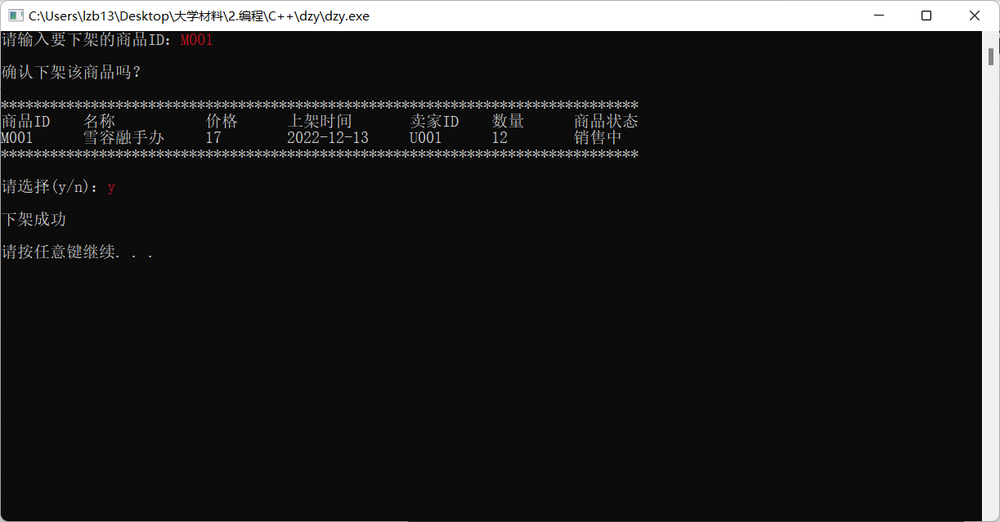 C:\Users\lzb13\Desktop\大学材料\2.编程\C++\dzy\dzy.exe
请输入要下架的商品ID：M001
确认下架该商品吗？
******************************************************************************
商品ID 名称 价格 上架时间 卖家ID 数量 商品状态
M001 雪容融手办 17 2022-12-13 U001 12 销售中
******************************************************************************
请选择(y/n)：y
下架成功
请按任意键继续. . .